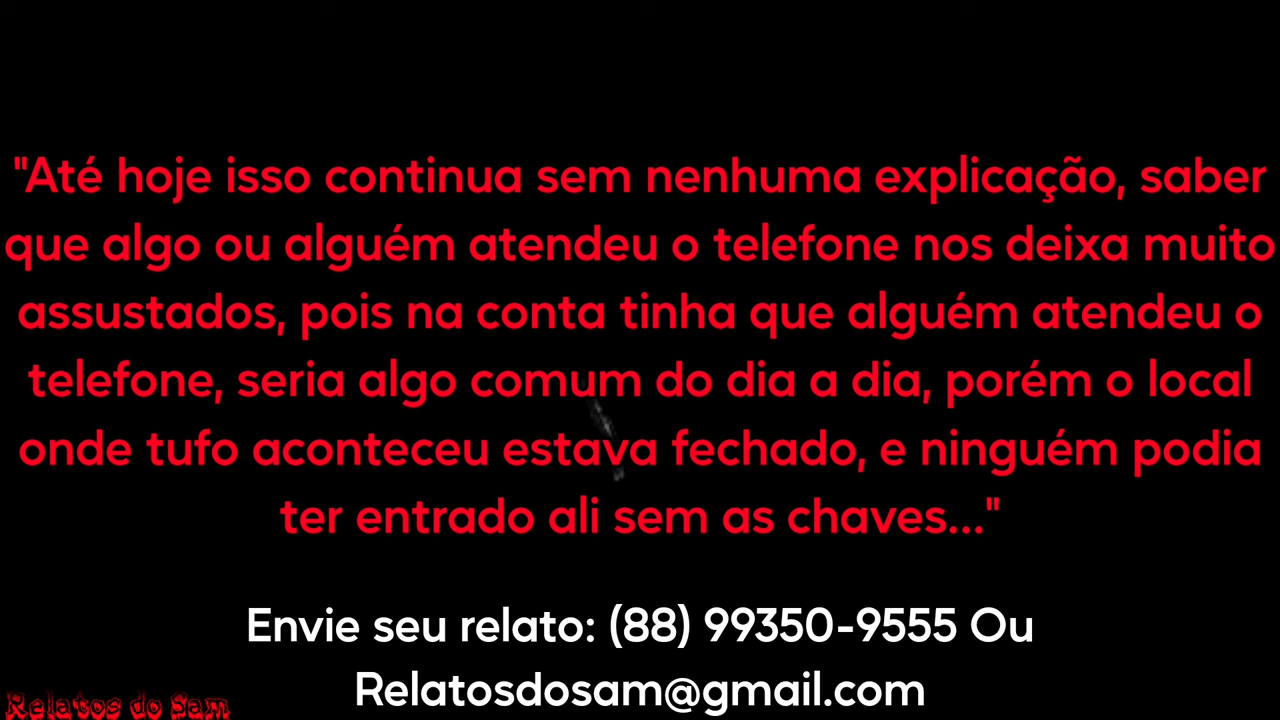 "Até hoje isso continua sem nenhuma explicação, saber
que algo ou alguém atendeu o telefone nos deixa muito
assustados, pois na conta tinha que alguém atendeu o
telefone, seria algo comum do dia a dia, porém o local
onde tufo aconteceu estava fechado, e ninguém podia
ter entrado ali sem as chaves..."
Envie seu relato: (88) 99350-9555 Ou
Relatosdosam@gmail.com
Relatos do Sam